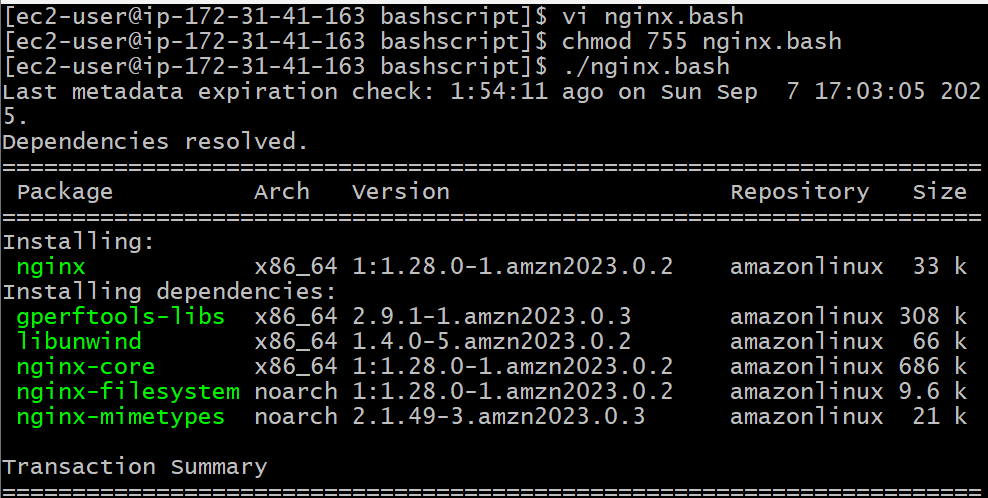 [ec2-user@ip-172-31-41-163 bashscript]$ vi nginx.bash
[ec2-user@ip-172-31-41-163 bashscript]$ chmod 755 nginx.bash
[ec2-user@ip-172-31-41-163 bashscript]$ ./nginx.bash
Last metadata expiration check: 1:54:11 ago on Sun Sep  7 17:03:05 202
5.
Dependencies resolved.
======================================================================
 Package          Arch   Version                    Repository   Size
======================================================================
Installing:
 nginx            x86_64 1:1.28.0-1.amzn2023.0.2    amazonlinux  33 k
Installing dependencies:
 gperftools-libs  x86_64 2.9.1-1.amzn2023.0.3       amazonlinux 308 k
 libunwind        x86_64 1.4.0-5.amzn2023.0.2       amazonlinux  66 k
 nginx-core       x86_64 1:1.28.0-1.amzn2023.0.2    amazonlinux 686 k
 nginx-filesystem noarch 1:1.28.0-1.amzn2023.0.2    amazonlinux 9.6 k
 nginx-mimetypes  noarch 2.1.49-3.amzn2023.0.3      amazonlinux  21 k

Transaction Summary
======================================================================